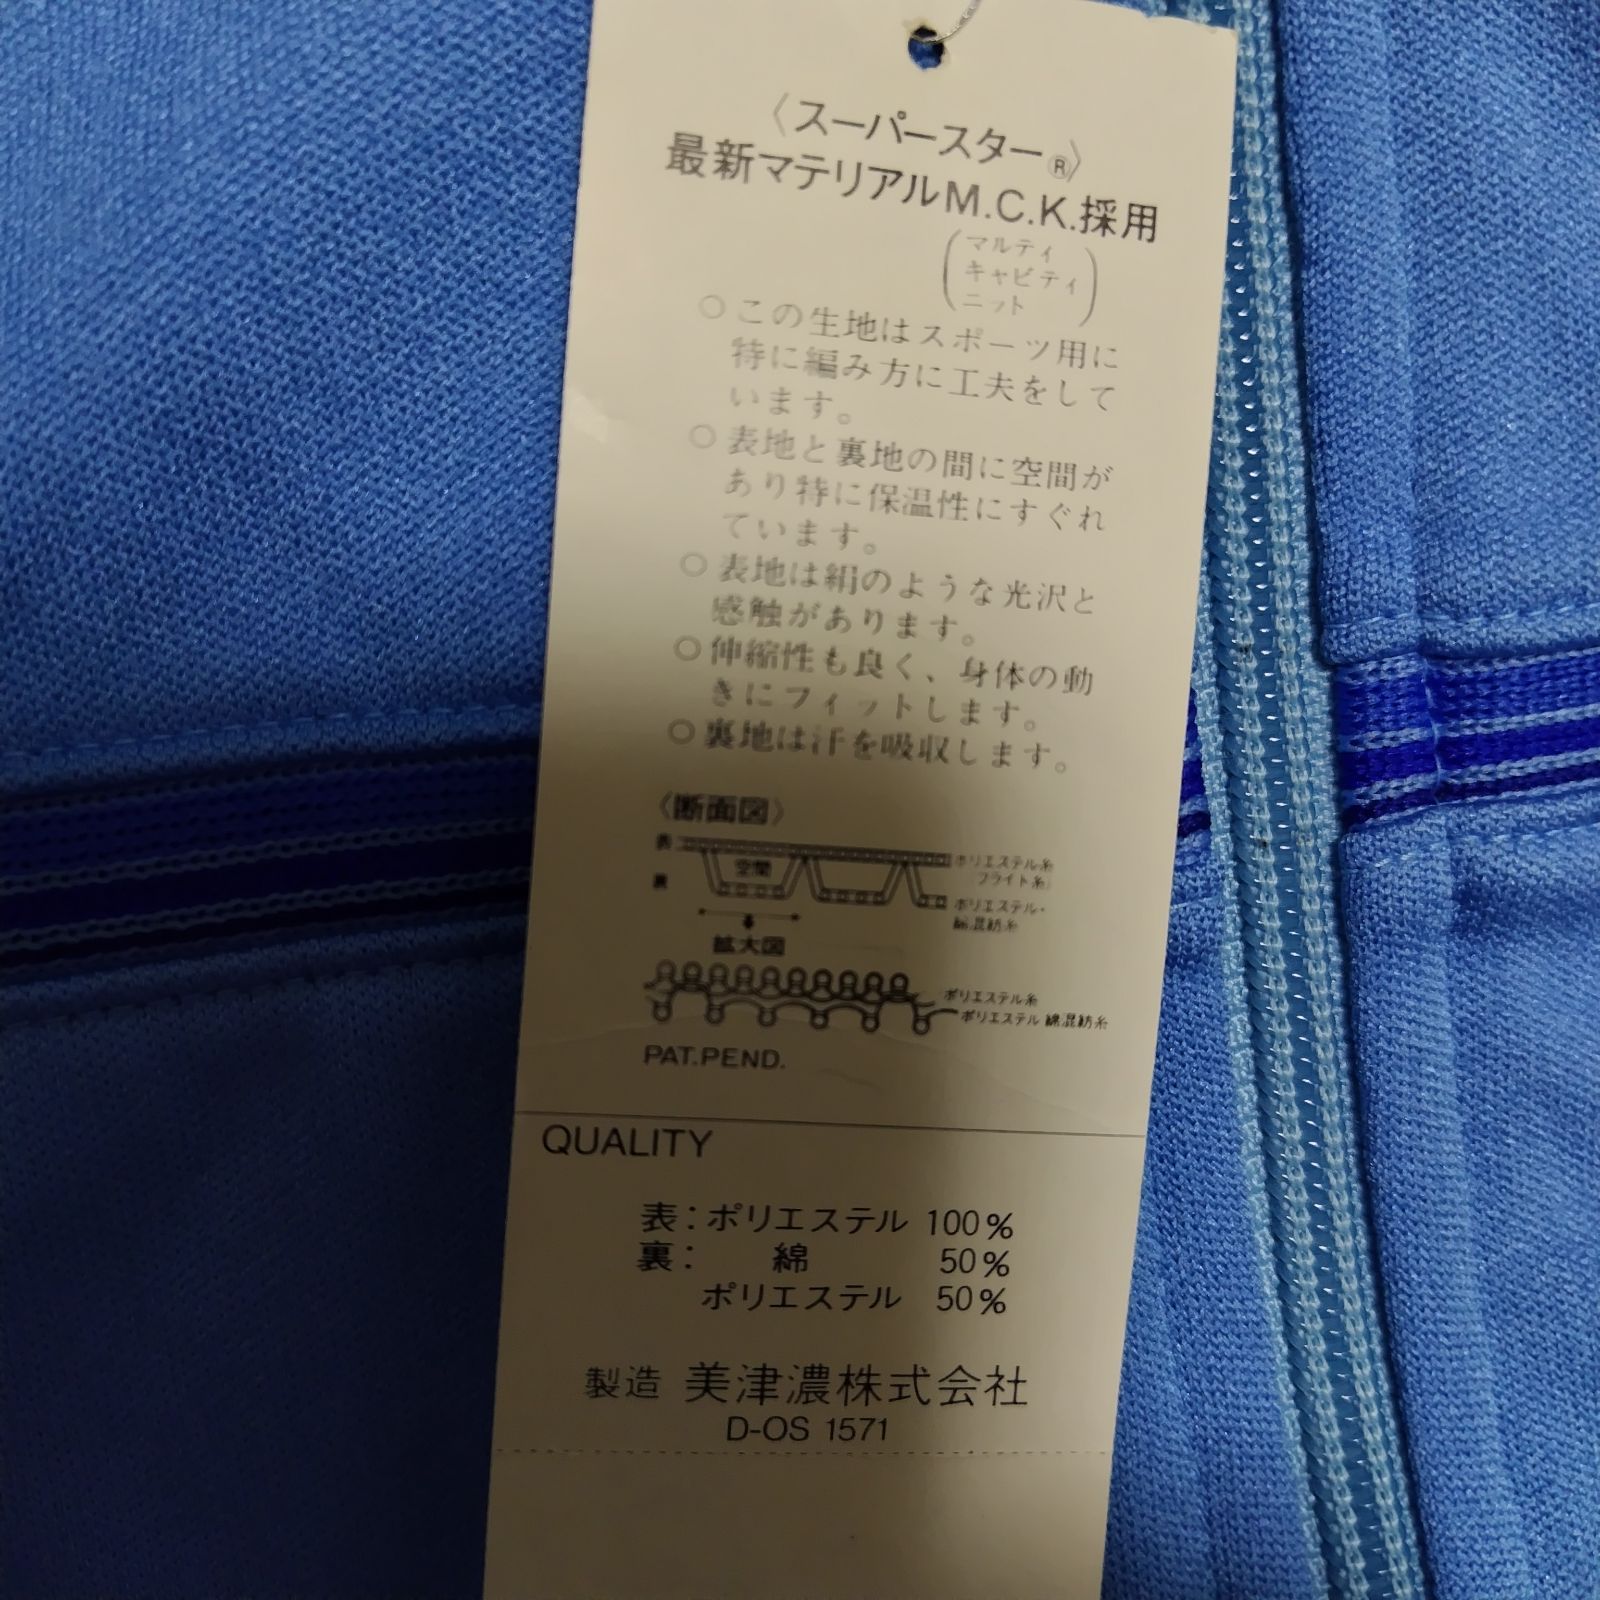 〈スーパースター®〉
最新マテリアルM.C.K.採用
(マルティ
キャビティ
ニット)
○この生地はスポーツ用に
特に編み方に工夫をして
います。
○表地と裏地の間に空間が
あり特に保温性にすぐれ
ています。
○表地は絹のような光沢と
感触があります。
○伸縮性も良く、身体の動
きにフィットします。
○裏地は汗を吸収します。
〈断面図〉
表
空間
裏
ポリエステル糸
(ブライト糸)
ポリエステル・
綿混紡糸
拡大図
ポリエステル糸
ポリエステル 綿混紡糸
PAT.PEND.
QUALITY
表:ポリエステル 100%
裏: 綿 50%
ポリエステル 50%
製造 美津濃株式会社
D-OS 1571